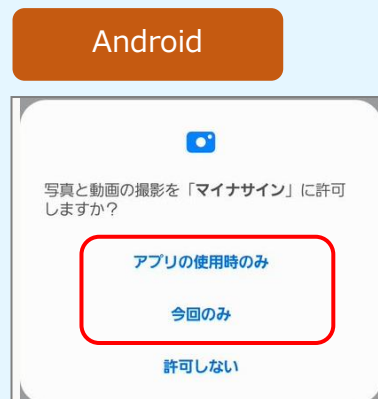 Android
写真と動画の撮影を「マイナサイン」に許可
しますか？
アプリの使用時のみ
今回のみ
許可しない